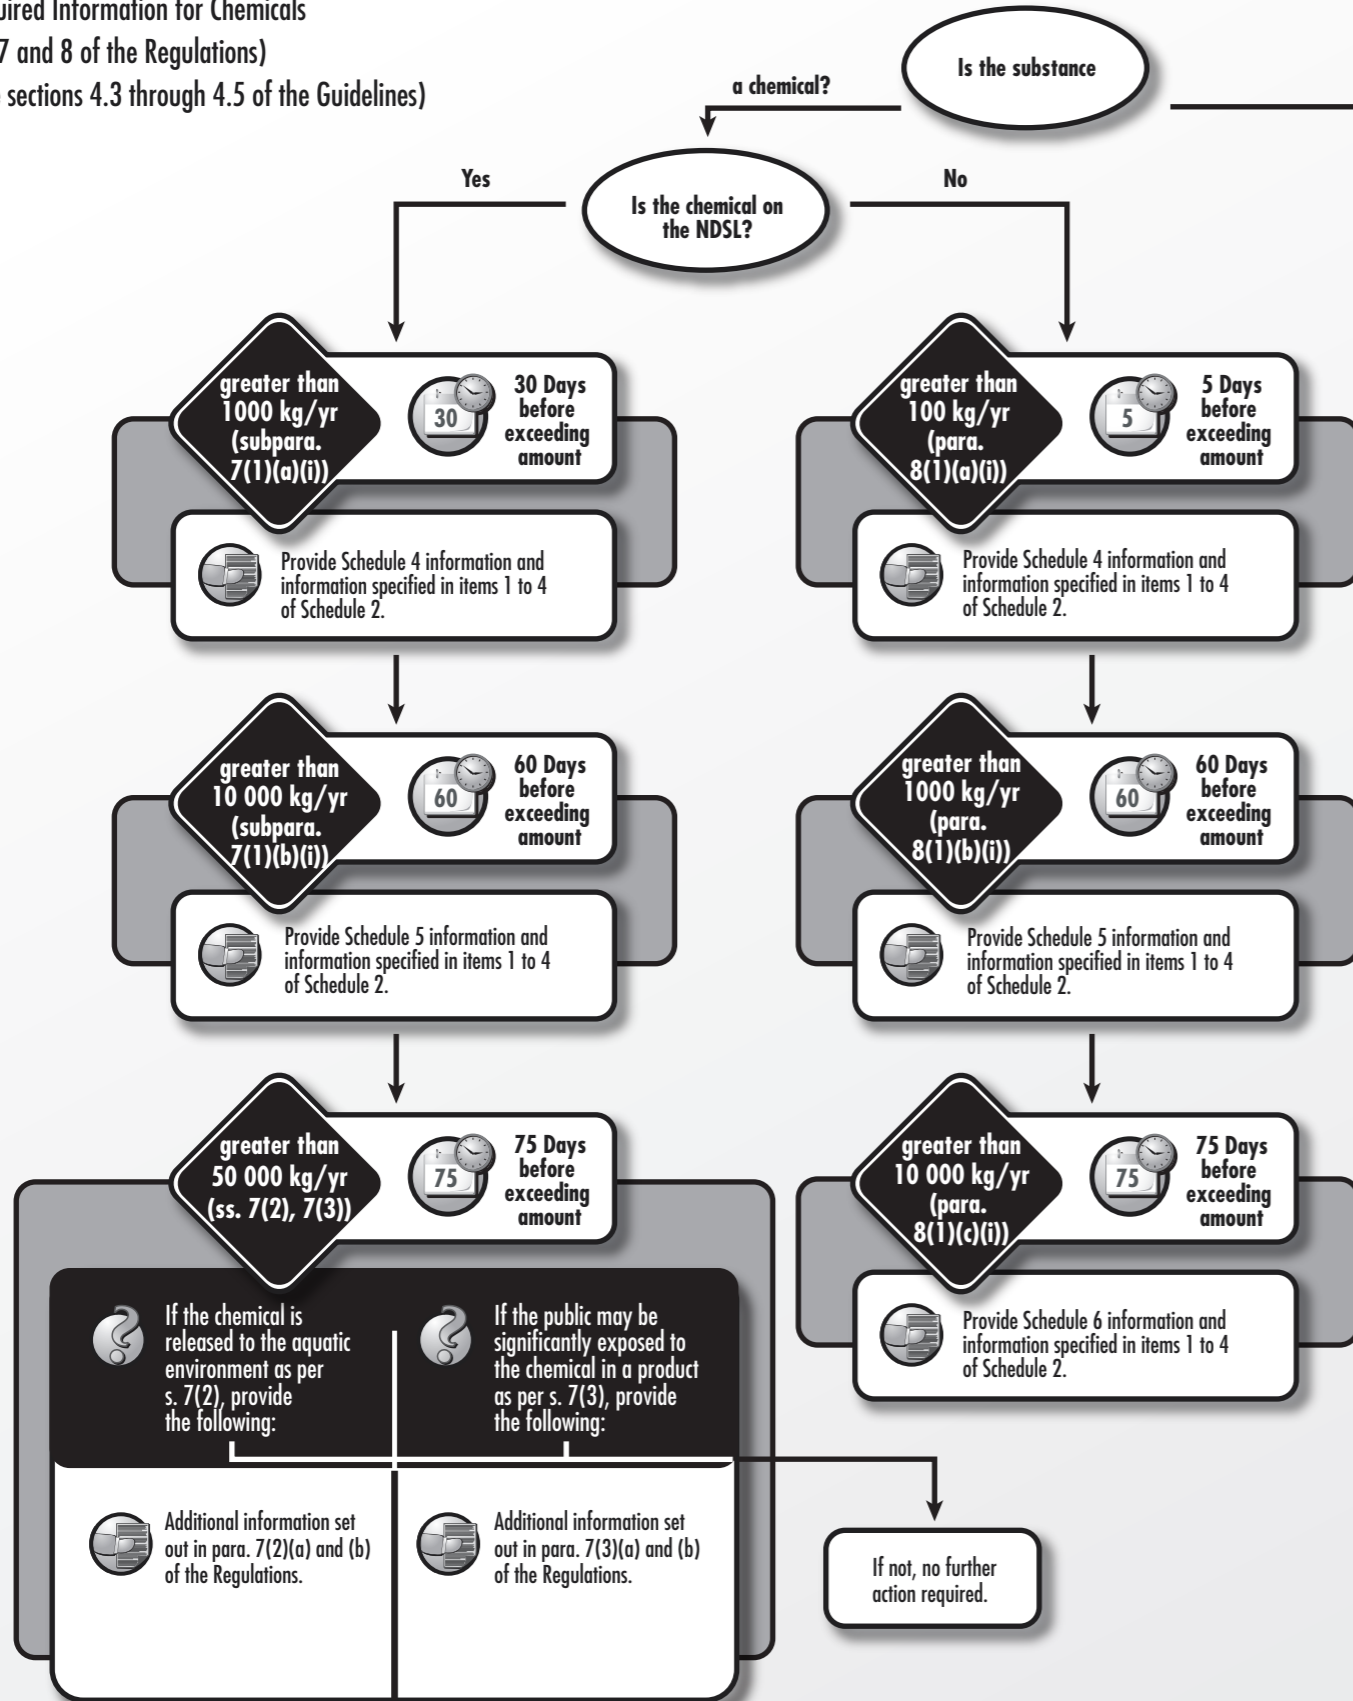 uired Information for Chemicals
7 and 8 of the Regulations)
sections 4.3 through 4.5 of the Guidelines)
Is the substance
a chemical?
Is the chemical on
the NDSL?
Yes
No
greater than
1000 kg/yr
(subpara.
7(1)(a)(i))
30
30 Days
before
exceeding
amount
Provide Schedule 4 information and
information specified in items 1 to 4
of Schedule 2.
greater than
100 kg/yr
(para.
8(1)(a)(i))
5
5 Days
before
exceeding
amount
Provide Schedule 4 information and
information specified in items 1 to 4
of Schedule 2.
greater than
10 000 kg/yr
(subpara.
7(1)(b)(i))
60
60 Days
before
exceeding
amount
Provide Schedule 5 information and
information specified in items 1 to 4
of Schedule 2.
greater than
1000 kg/yr
(para.
8(1)(b)(i))
60
60 Days
before
exceeding
amount
Provide Schedule 5 information and
information specified in items 1 to 4
of Schedule 2.
greater than
50 000 kg/yr
(ss. 7(2), 7(3))
75
75 Days
before
exceeding
amount
?
If the chemical is
released to the aquatic
environment as per
s. 7(2), provide
the following:
?
If the public may be
significantly exposed to
the chemical in a product
as per s. 7(3), provide
the following:
Additional information set
out in para. 7(2)(a) and (b)
of the Regulations.
Additional information set
out in para. 7(3)(a) and (b)
of the Regulations.
greater than
10 000 kg/yr
(para.
8(1)(c)(i))
75
75 Days
before
exceeding
amount
Provide Schedule 6 information and
information specified in items 1 to 4
of Schedule 2.
If not, no further
action required.